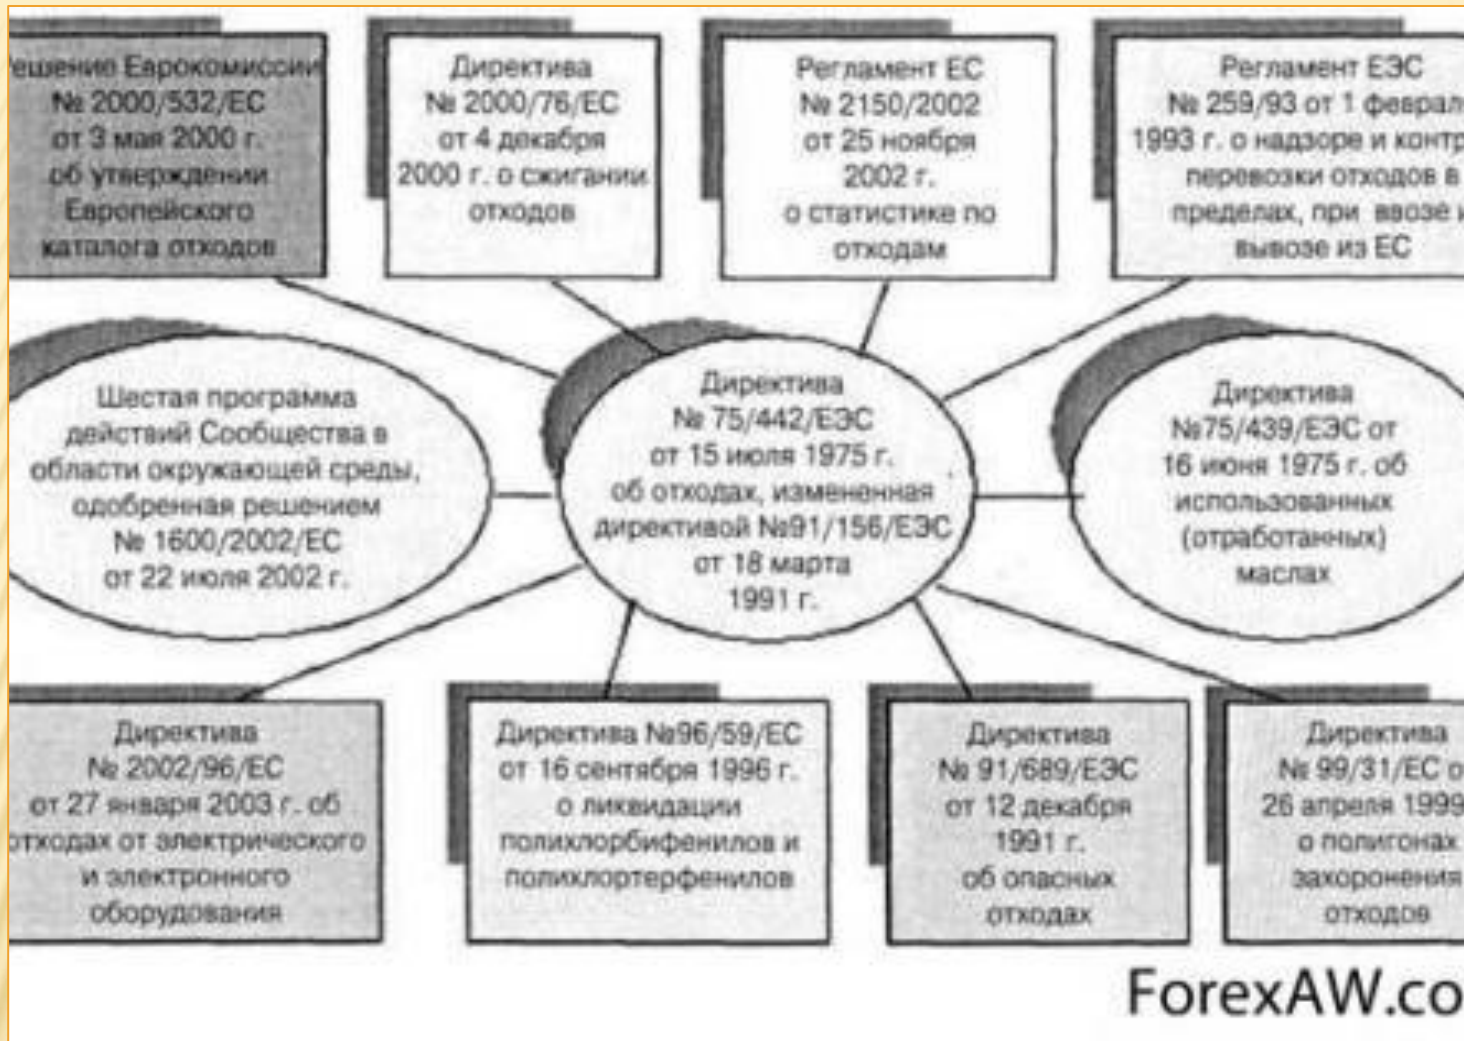 ешение Еврокомиссии
№ 2000/532/ЕС
от 3 мая 2000 г.
об утверждении
Европейского
каталога отходов
Директива
№ 2000/76/ЕС
от 4 декабря
2000 г. о сжигании
отходов
Регламент ЕС
№ 2150/2002
от 25 ноября
2002 г.
о статистике по
отходам
Регламент ЕЭС
№ 259/93 от 1 феврал
1993 г. о надзоре и контр
перевозки отходов в
пределах, при ввозе и
вывозе из ЕС
Шестая программа
действий Сообщества в
области окружающей среды,
одобренная решением
№ 1600/2002/ЕС
от 22 июля 2002 г.
Директива
№ 75/442/ЕЭС
от 15 июля 1975 г.
об отходах, измененная
директивой №91/156/ЕЭС
от 18 марта
1991 г.
Директива
№75/439/ЕЭС от
16 июня 1975 г. об
использованных
(отработанных)
маслах
Директива
№ 2002/96/ЕС
от 27 января 2003 г. об
отходах от электрического
и электронного
оборудования
Директива №96/59/ЕС
от 16 сентября 1996 г.
о ликвидации
полихлорбифенилов и
полихлортерфенилов
Директива
№ 91/689/ЕЭС
от 12 декабря
1991 г.
об опасных
отходах
Директива
№ 99/31/ЕС о
26 апреля 1999
о полигонах
захоронения
отходов
ForexAW.co